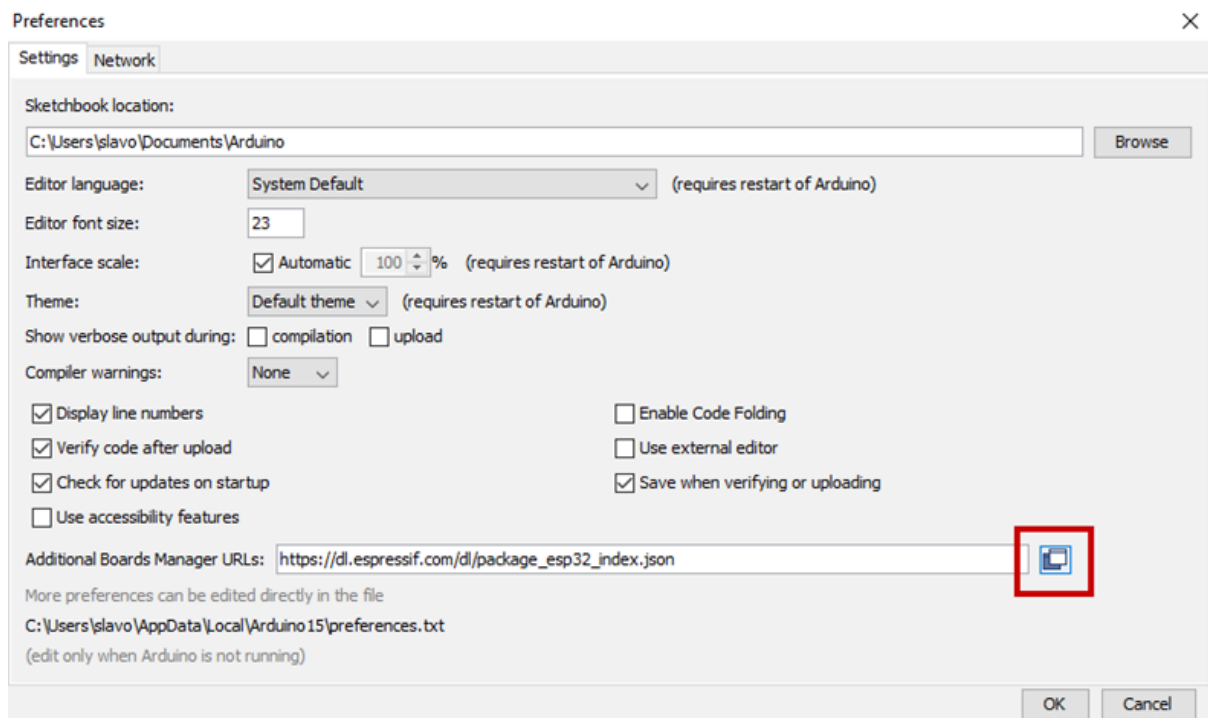 Preferences
Settings Network
Sketchbook location:
C:\Users\slavo\Documents\Arduino Browse
Editor language: System Default (requires restart of Arduino)
Editor font size: 23
Interface scale: Automatic 100 % (requires restart of Arduino)
Theme: Default theme (requires restart of Arduino)
Show verbose output during: compilation upload
Compiler warnings: None
Display line numbers Enable Code Folding
Verify code after upload Use external editor
Check for updates on startup Save when verifying or uploading
Use accessibility features
Additional Boards Manager URLs: https://dl.espressif.com/dl/package_esp32_index.json
More preferences can be edited directly in the file
C:\Users\slavo\AppData\Local\Arduino15\preferences.txt
(edit only when Arduino is not running)
OK Cancel